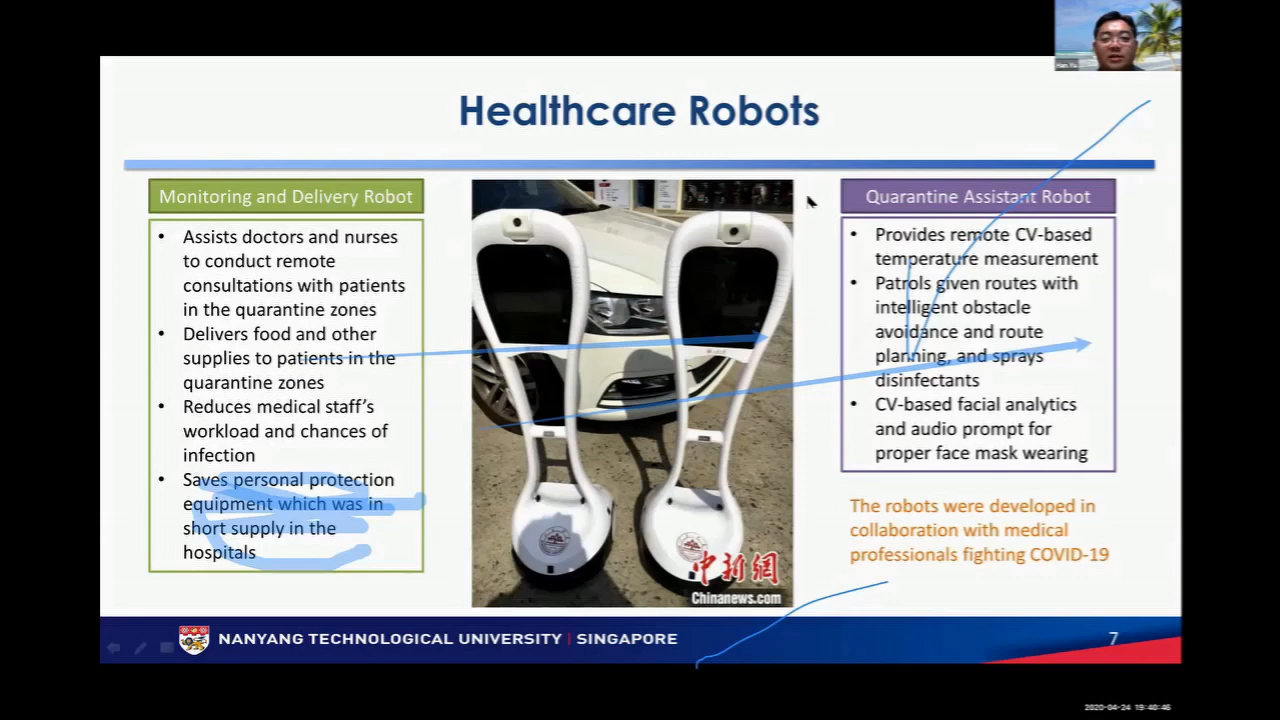 Han Yu
Healthcare Robots
Monitoring and Delivery Robot
• Assists doctors and nurses
to conduct remote
consultations with patients
in the quarantine zones
• Delivers food and other
supplies to patients in the
quarantine zones
• Reduces medical staff's
workload and chances of
infection
• Saves personal protection
equipment which was in
short supply in the
hospitals
中新網
Chinanews.com
Quarantine Assistant Robot
• Provides remote CV-based
temperature measurement
• Patrols given routes with
intelligent obstacle
avoidance and route
planning, and sprays
disinfectants
• CV-based facial analytics
and audio prompt for
proper face mask wearing
The robots were developed in
collaboration with medical
professionals fighting COVID-19
NANYANG TECHNOLOGICAL UNIVERSITY | SINGAPORE
7
2020-04-24 19:40:46